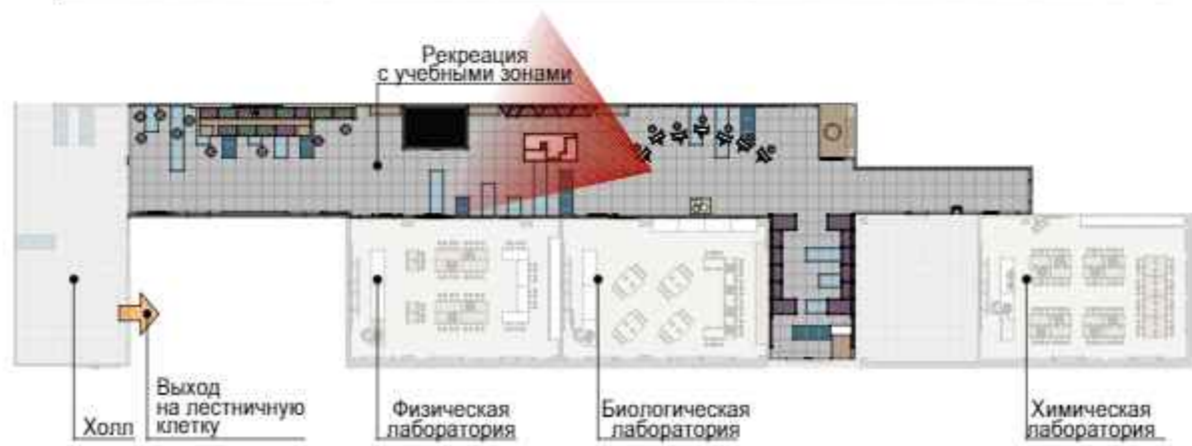 Рекреация
с учебными зонами
Холл
Выход
на лестничную
клетку
Физическая
лаборатория
Биологическая
лаборатория
Химическая
лаборатория